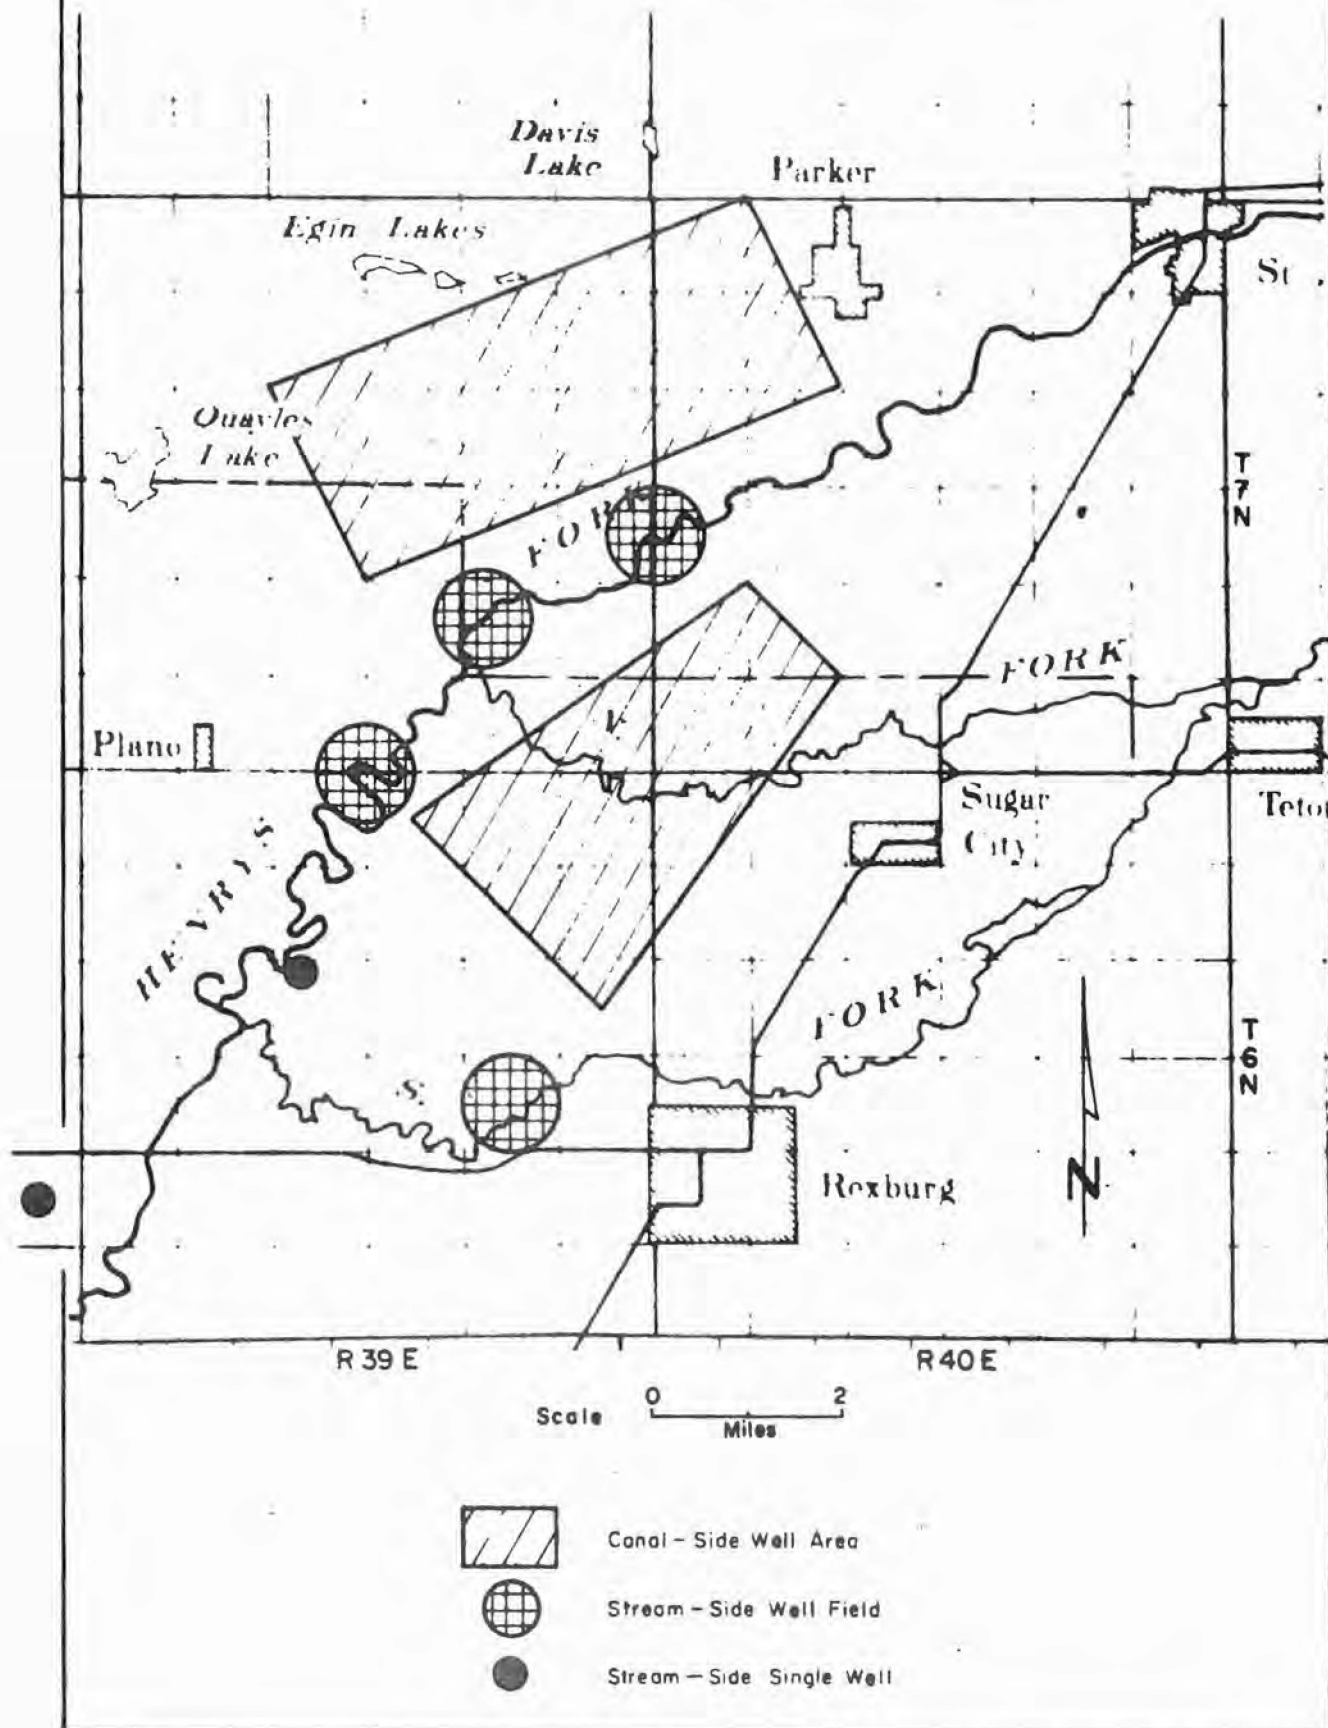 Davis
Lake
Parker
Egin Lakes
St
Quayles
Lake
T
7
N
FORK
FORK
Plano
N.
Sugar
City
Teton
HENRYS
FORK
T
6
N
S.
Rexburg
N
R 39 E
R 40 E
Scale
0
2
Miles
Canal - Side Well Area
Stream - Side Well Field
Stream - Side Single Well